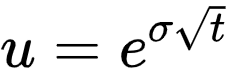 u = e^{σ√t}